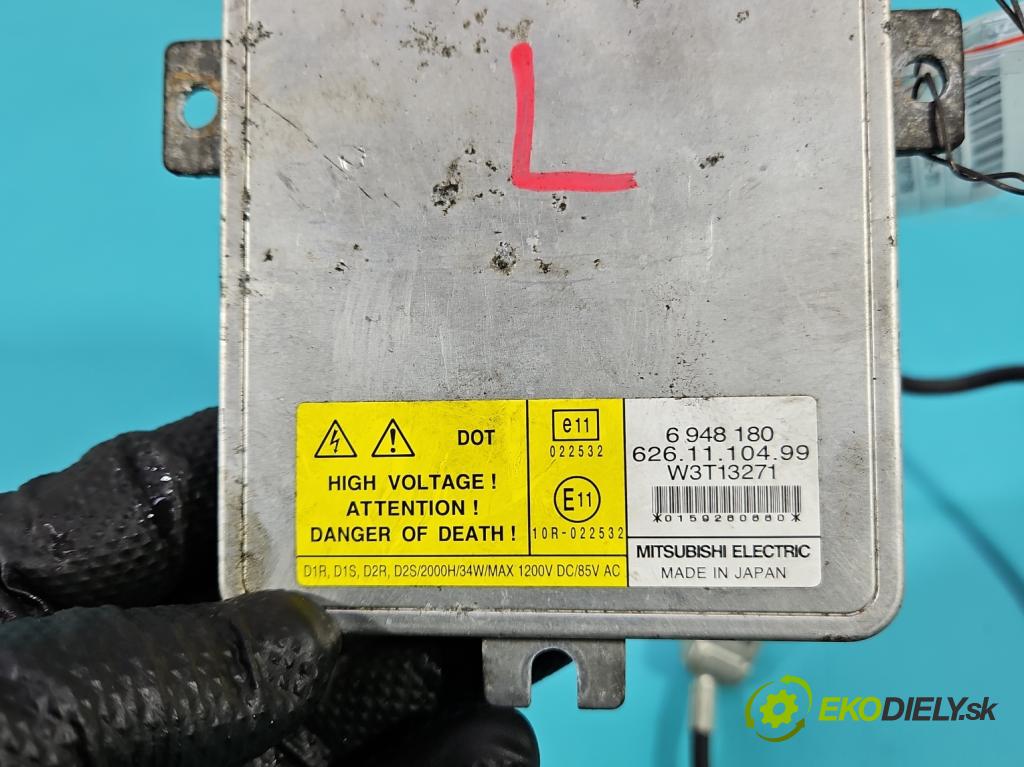 L
DOT
HIGH VOLTAGE !
ATTENTION !
DANGER OF DEATH !
e11
022532
E11
10R-022532
D1R, D1S, D2R, D2S/2000H/34W/MAX 1200V DC/85V AC
6 948 180
626.11.104.99
W3T13271
*0159280880*
MITSUBISHI ELECTRIC
MADE IN JAPAN
EKODIELY.sk